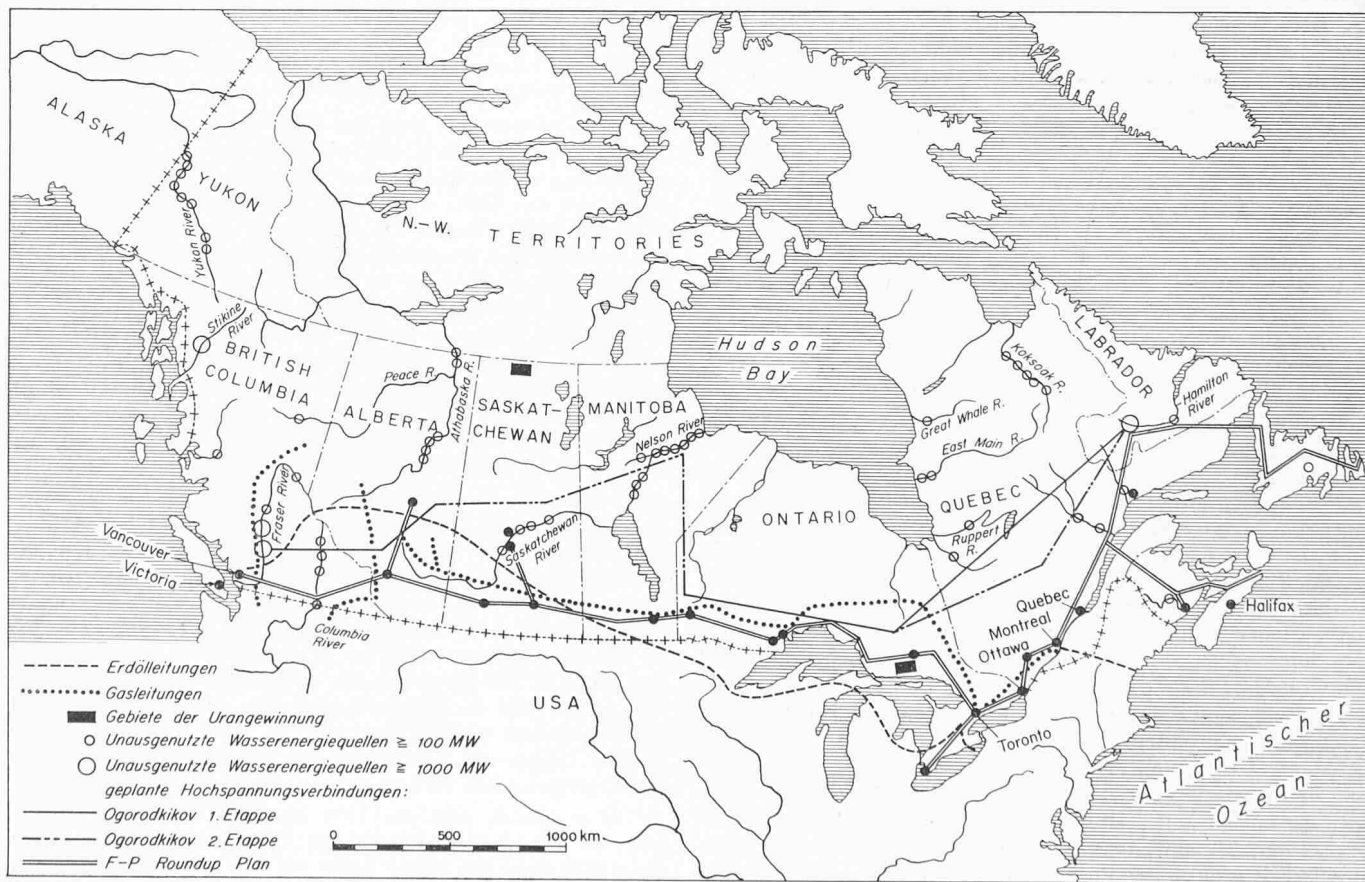 ALASKA
YUKON
Yukon River
N.-W. TERRITORIES
Stikine
River
BRITISH
COLUMBIA
Peace R.
ALBERTA
Athabaska R.
SASKAT-
CHEWAN
MANITOBA
Nelson River
Hudson
Bay
Koksoak R.
LABRADOR
Hamilton
River
Great Whale R.
East Main R.
QUEBEC
Ruppert
R.
ONTARIO
Fraser River
Saskatchewan
River
Vancouver
Victoria
Columbia
River
Quebec
Montreal
Ottawa
Halifax
Toronto
USA
Atlantischer
Ozean
Erdölleitungen
Gasleitungen
Gebiete der Urangewinnung
Unausgenutzte Wasserenergiequellen ≧ 100 MW
Unausgenutzte Wasserenergiequellen ≧ 1000 MW
geplante Hochspannungsverbindungen:
Ogorodkikov 1. Etappe
Ogorodkikov 2. Etappe
F-P Roundup Plan
0 500 1000 km